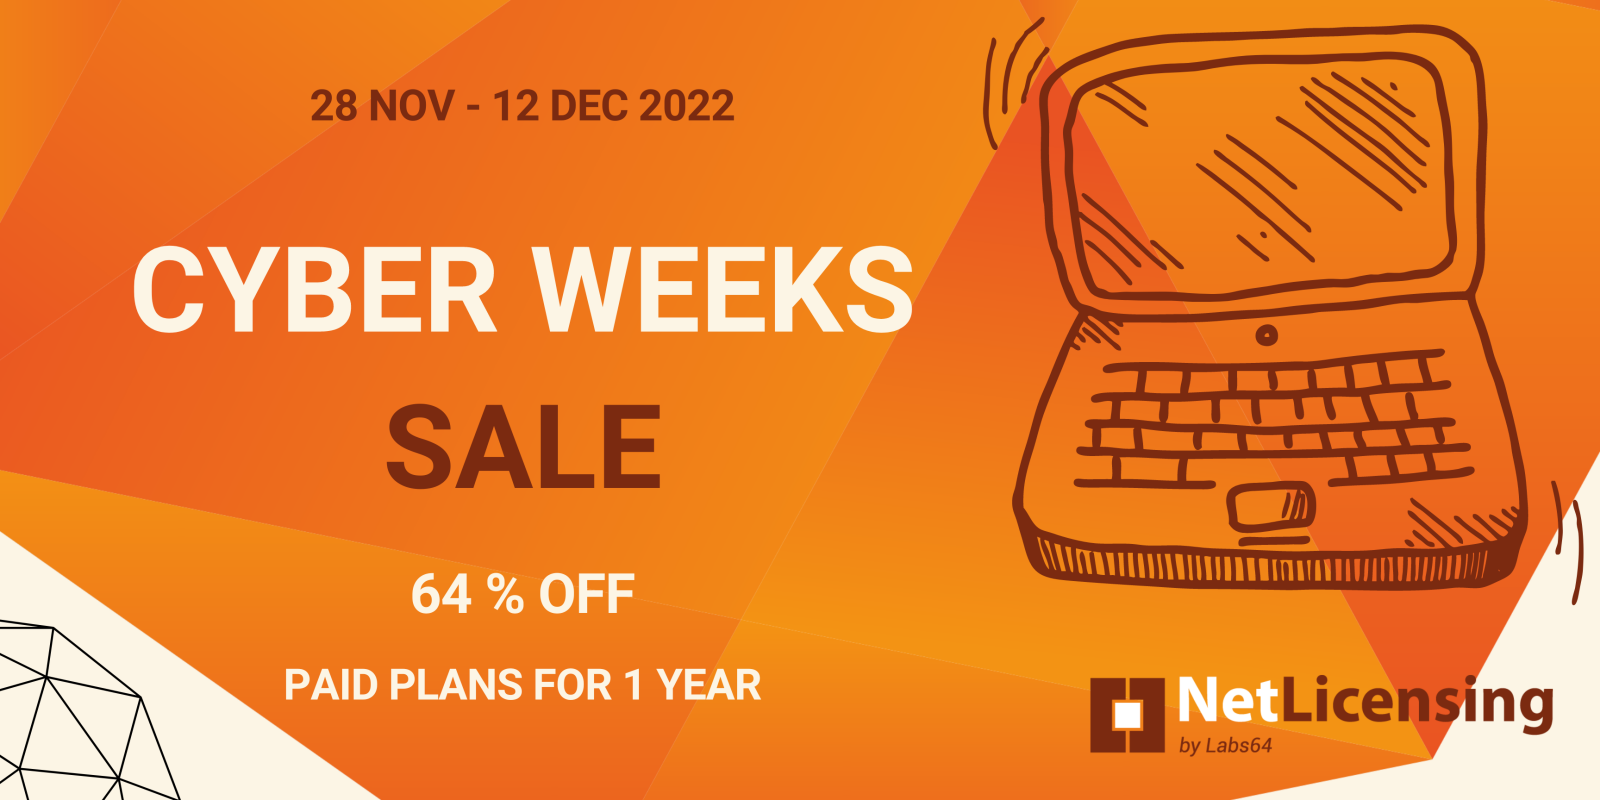 28 NOV - 12 DEC 2022
CYBER WEEKS
SALE
64 % OFF
PAID PLANS FOR 1 YEAR
NetLicensing
by Labs64